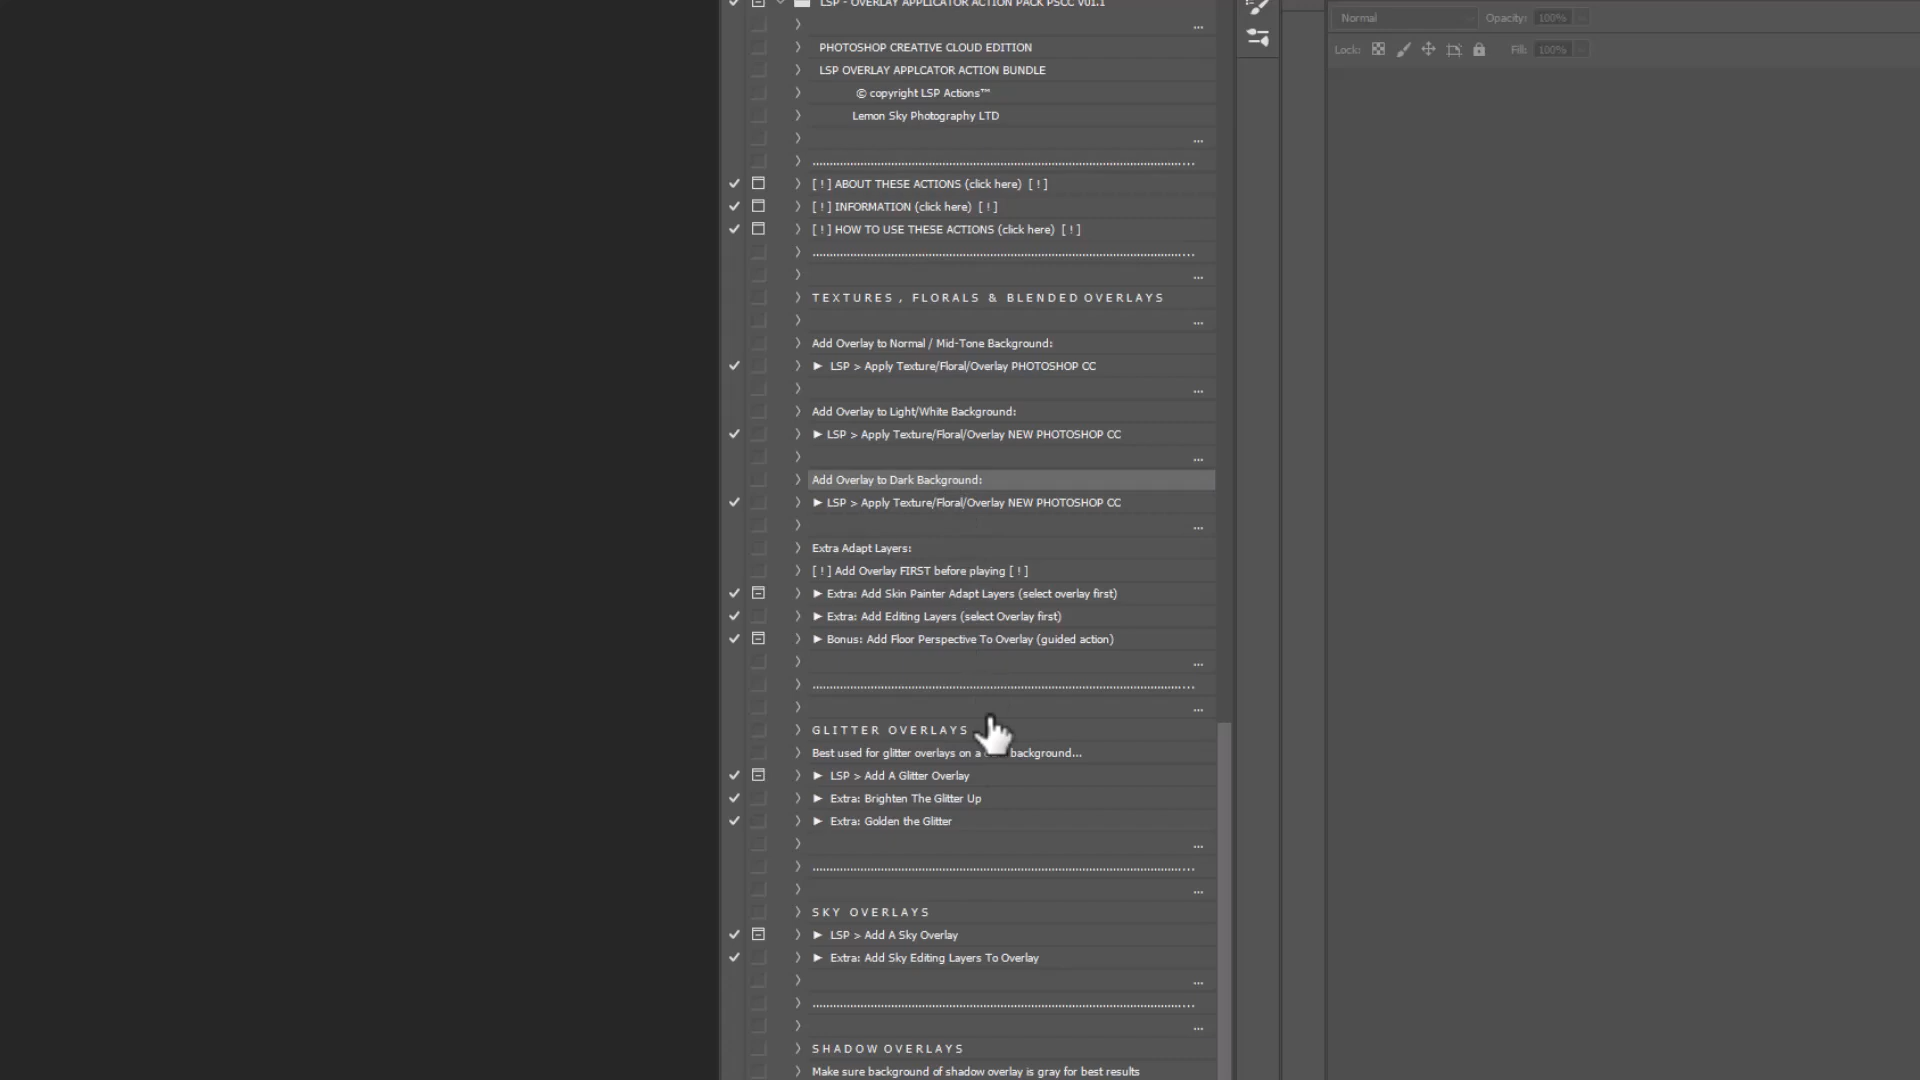 LSP - OVERLAY APPLICATOR ACTION PACK PSCC V01.1
Normal
Opacity: 100%
...
Lock:
Fill: 100%
PHOTOSHOP CREATIVE CLOUD EDITION
LSP OVERLAY APPLCATOR ACTION BUNDLE
© copyright LSP Actions™
Lemon Sky Photography LTD
...
................................................................................................................
[ ! ] ABOUT THESE ACTIONS (click here) [ ! ]
[ ! ] INFORMATION (click here) [ ! ]
[ ! ] HOW TO USE THESE ACTIONS (click here) [ ! ]
................................................................................................................
...
TEXTURES, FLORALS & BLENDED OVERLAYS
...
Add Overlay to Normal / Mid-Tone Background:
► LSP > Apply Texture/Floral/Overlay PHOTOSHOP CC
...
Add Overlay to Light/White Background:
► LSP > Apply Texture/Floral/Overlay NEW PHOTOSHOP CC
...
Add Overlay to Dark Background:
► LSP > Apply Texture/Floral/Overlay NEW PHOTOSHOP CC
...
Extra Adapt Layers:
[ ! ] Add Overlay FIRST before playing [ ! ]
► Extra: Add Skin Painter Adapt Layers (select overlay first)
► Extra: Add Editing Layers (select Overlay first)
► Bonus: Add Floor Perspective To Overlay (guided action)
...
................................................................................................................
...
GLITTER OVERLAYS
Best used for glitter overlays on a background...
► LSP > Add A Glitter Overlay
► Extra: Brighten The Glitter Up
► Extra: Golden the Glitter
...
................................................................................................................
...
SKY OVERLAYS
► LSP > Add A Sky Overlay
► Extra: Add Sky Editing Layers To Overlay
...
................................................................................................................
...
SHADOW OVERLAYS
Make sure background of shadow overlay is gray for best results